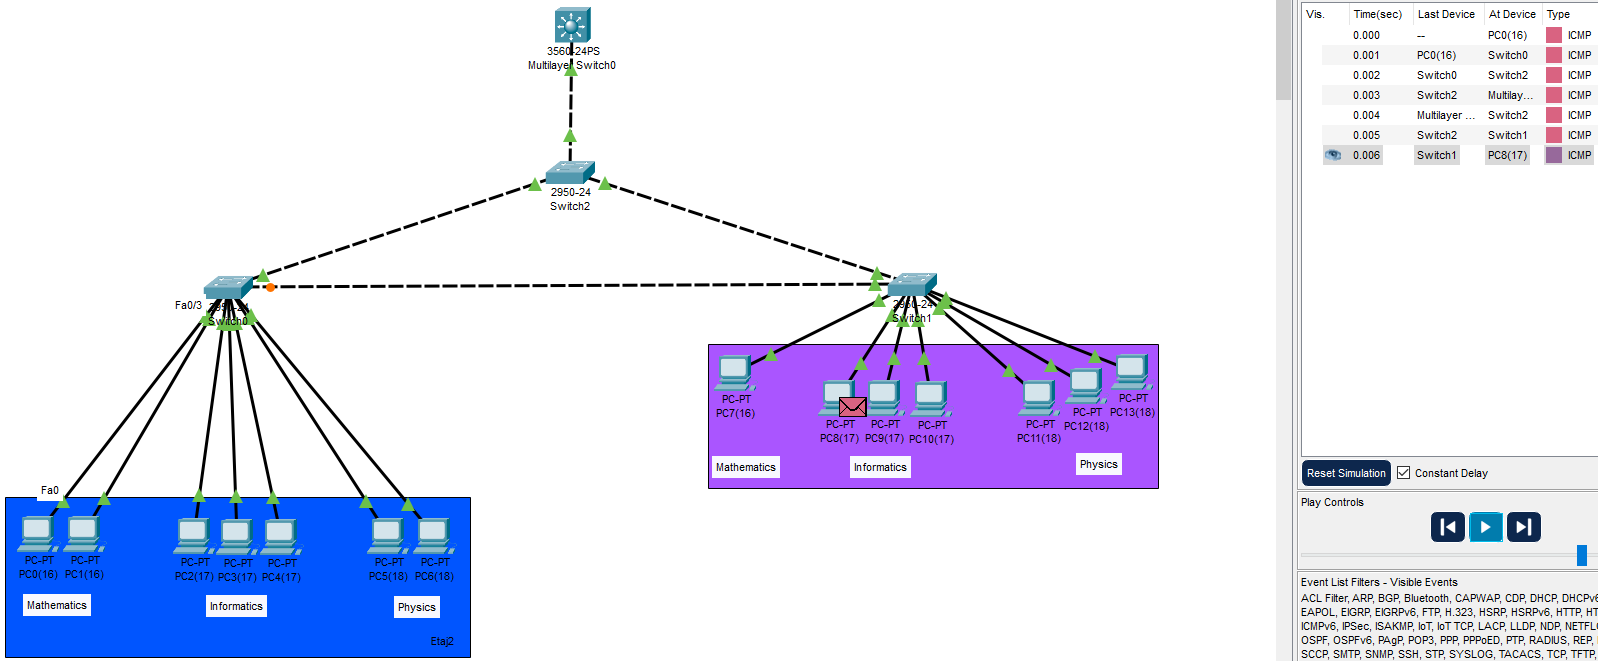 3560-24PS
Multilayer Switch0
2950-24
Switch2
Fa0/3
2950-24
Switch0
2950-24
Switch1
PC-PT
PC7(16)
PC-PT
PC8(17)
PC-PT
PC9(17)
PC-PT
PC10(17)
PC-PT
PC11(18)
PC-PT
PC12(18)
PC-PT
PC13(18)
Mathematics
Informatics
Physics
Fa0
PC-PT
PC0(16)
PC-PT
PC1(16)
PC-PT
PC2(17)
PC-PT
PC3(17)
PC-PT
PC4(17)
PC-PT
PC5(18)
PC-PT
PC6(18)
Mathematics
Informatics
Physics
Etaj2
Vis. Time(sec) Last Device At Device Type
0.000 -- PC0(16) ICMP
0.001 PC0(16) Switch0 ICMP
0.002 Switch0 Switch2 ICMP
0.003 Switch2 Multilay... ICMP
0.004 Multilayer ... Switch2 ICMP
0.005 Switch2 Switch1 ICMP
0.006 Switch1 PC8(17) ICMP
Reset Simulation Constant Delay
Play Controls
Event List Filters - Visible Events
ACL Filter, ARP, BGP, Bluetooth, CAPWAP, CDP, DHCP, DHCPv6
EAPOL, EIGRP, EIGRPv6, FTP, H.323, HSRP, HSRPv6, HTTP, HT
ICMPv6, IPSec, ISAKMP, IoT, IoT TCP, LACP, LLDP, NDP, NETFL
OSPF, OSPFv6, PAgP, POP3, PPP, PPPoED, PTP, RADIUS, REP,
SCCP, SMTP, SNMP, SSH, STP, SYSLOG, TACACS, TCP, TFTP,